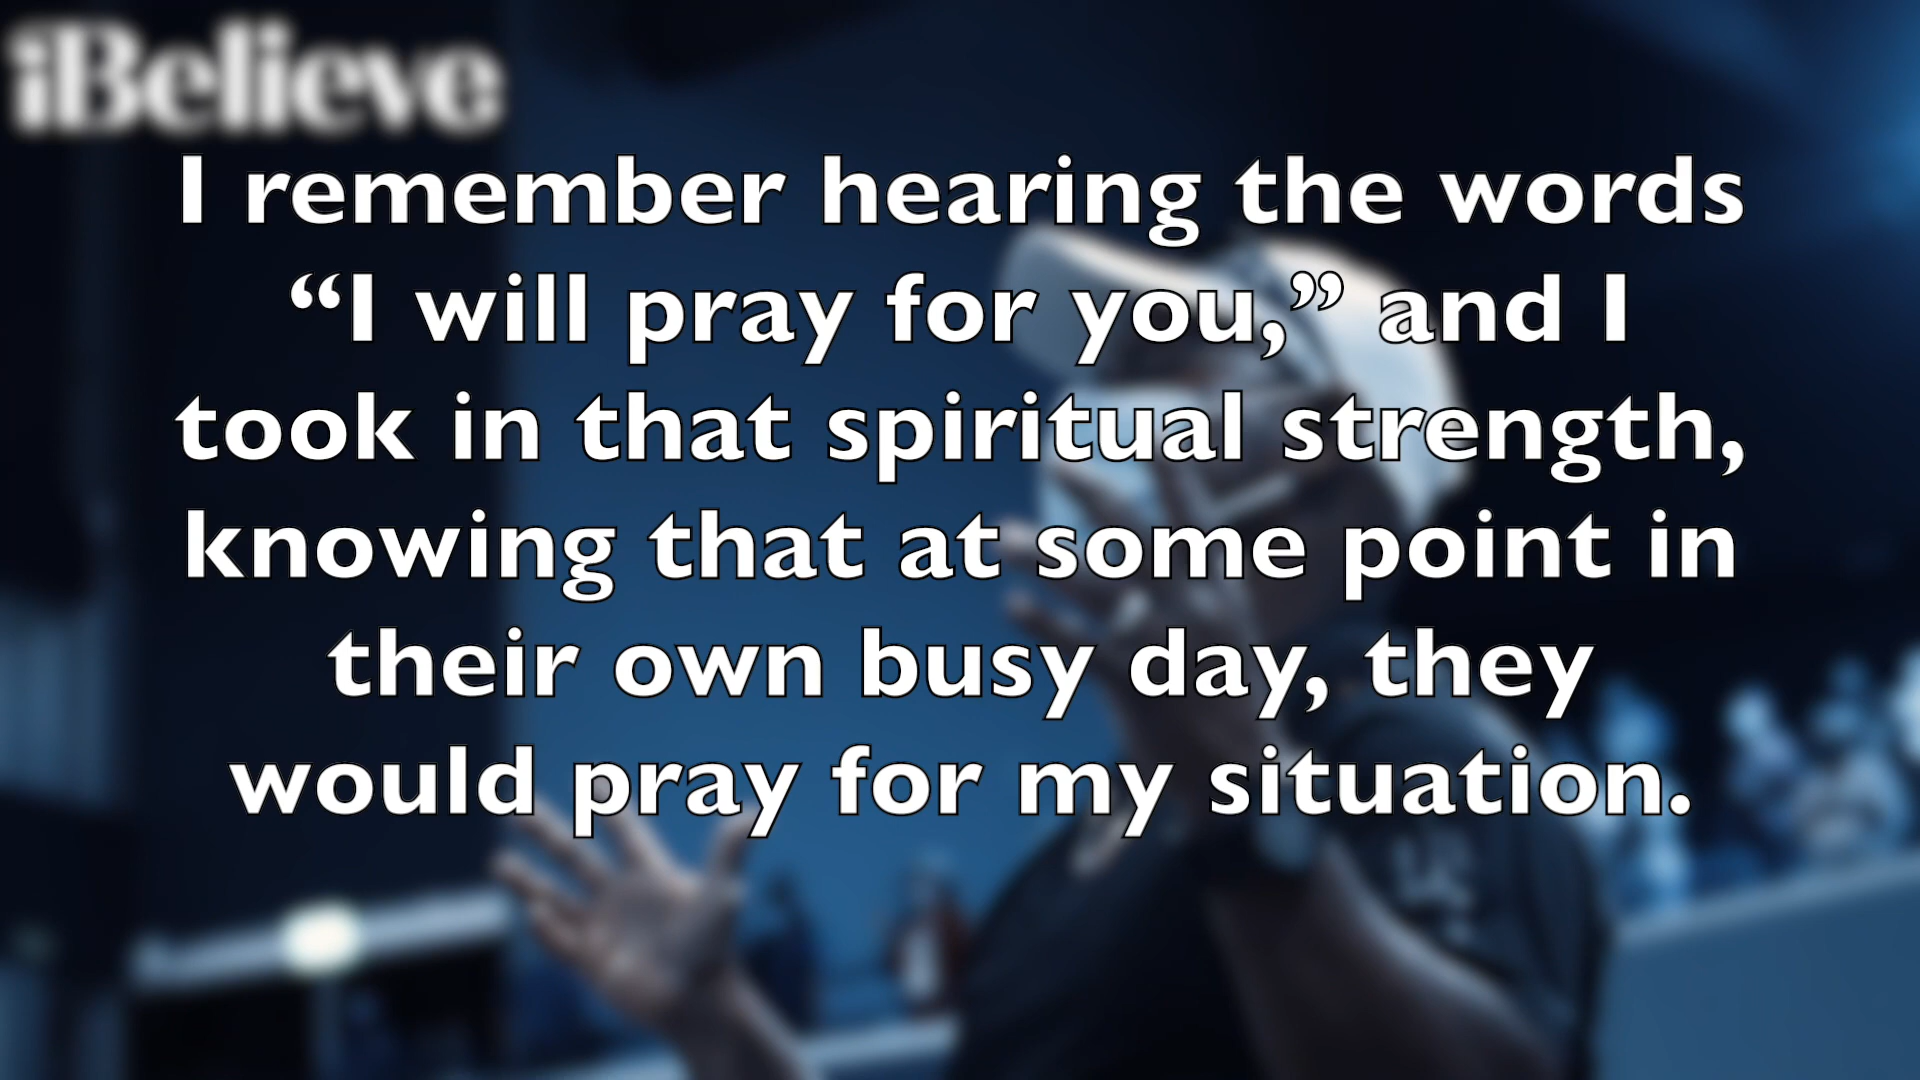 iBelieve
I remember hearing the words
“I will pray for you,” and I
took in that spiritual strength,
knowing that at some point in
their own busy day, they
would pray for my situation.